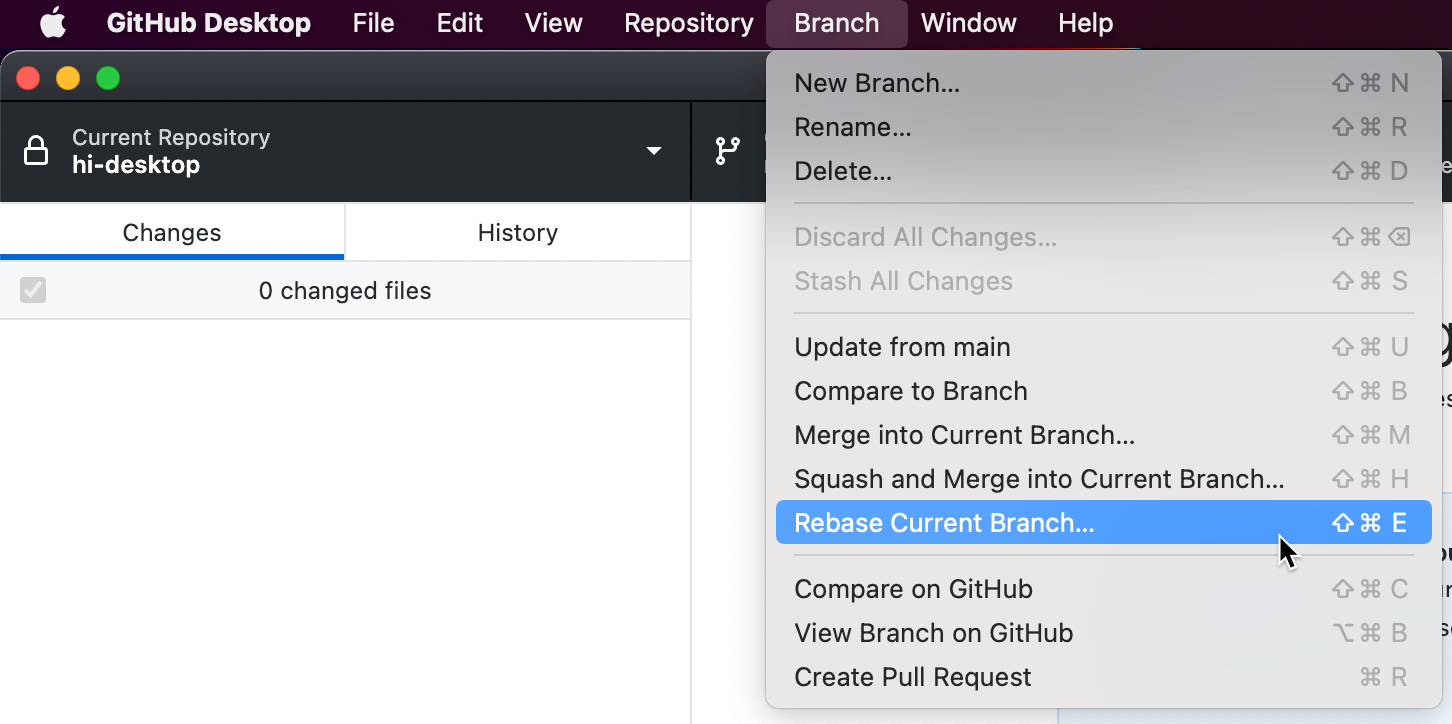 GitHub Desktop File Edit View Repository Branch Window Help
Current Repository
hi-desktop
Changes History
0 changed files
New Branch... ⇧⌘ N
Rename... ⇧⌘ R
Delete... ⇧⌘ D
Discard All Changes... ⇧⌘⌫
Stash All Changes ⇧⌘ S
Update from main ⇧⌘ U
Compare to Branch ⇧⌘ B
Merge into Current Branch... ⇧⌘ M
Squash and Merge into Current Branch... ⇧⌘ H
Rebase Current Branch... ⇧⌘ E
Compare on GitHub ⇧⌘ C
View Branch on GitHub ⌥⌘ B
Create Pull Request ⌘ R